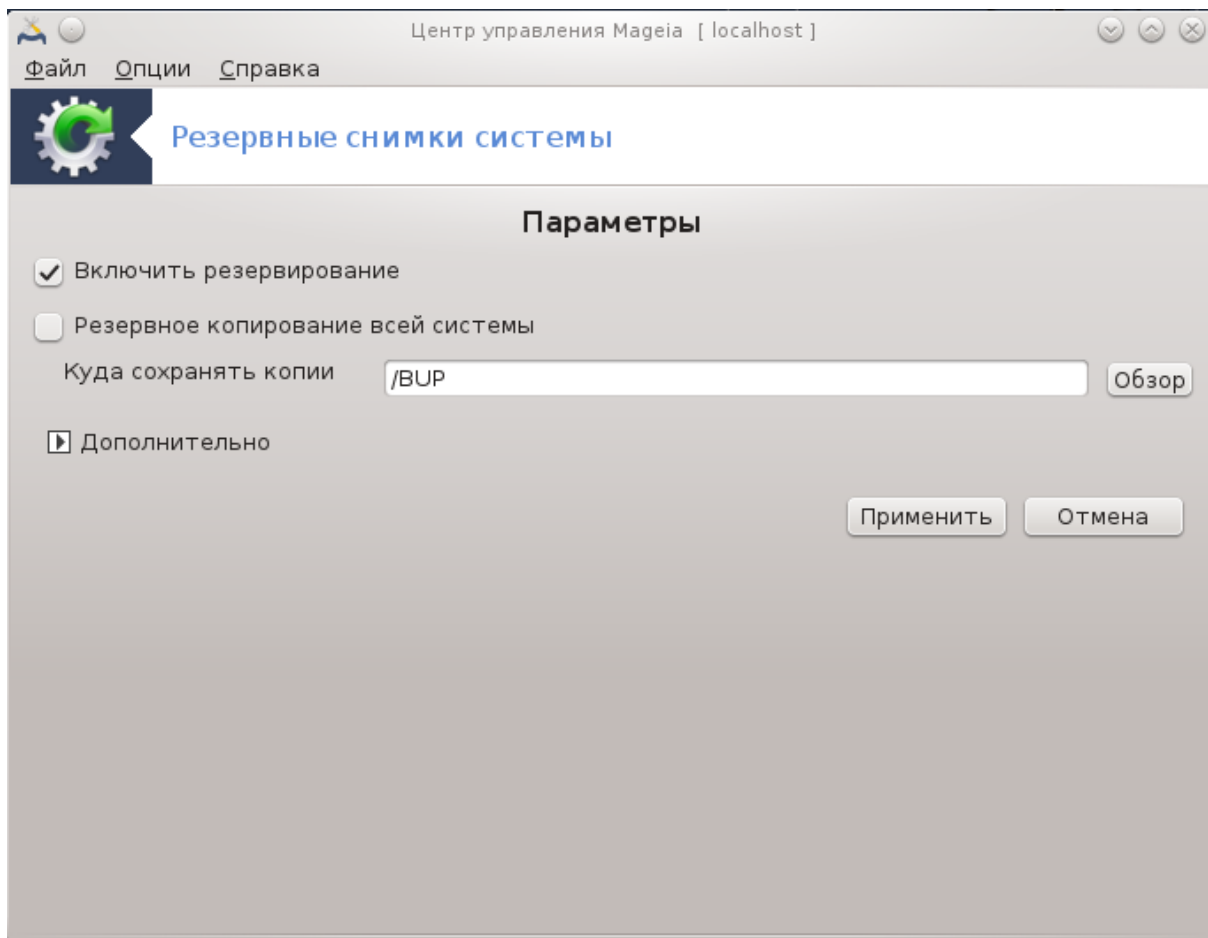 Центр управления Mageia [ localhost ]
Файл Опции Справка
Резервные снимки системы
Параметры
Включить резервирование
Резервное копирование всей системы
Куда сохранять копии /BUP Обзор
Дополнительно
Применить Отмена